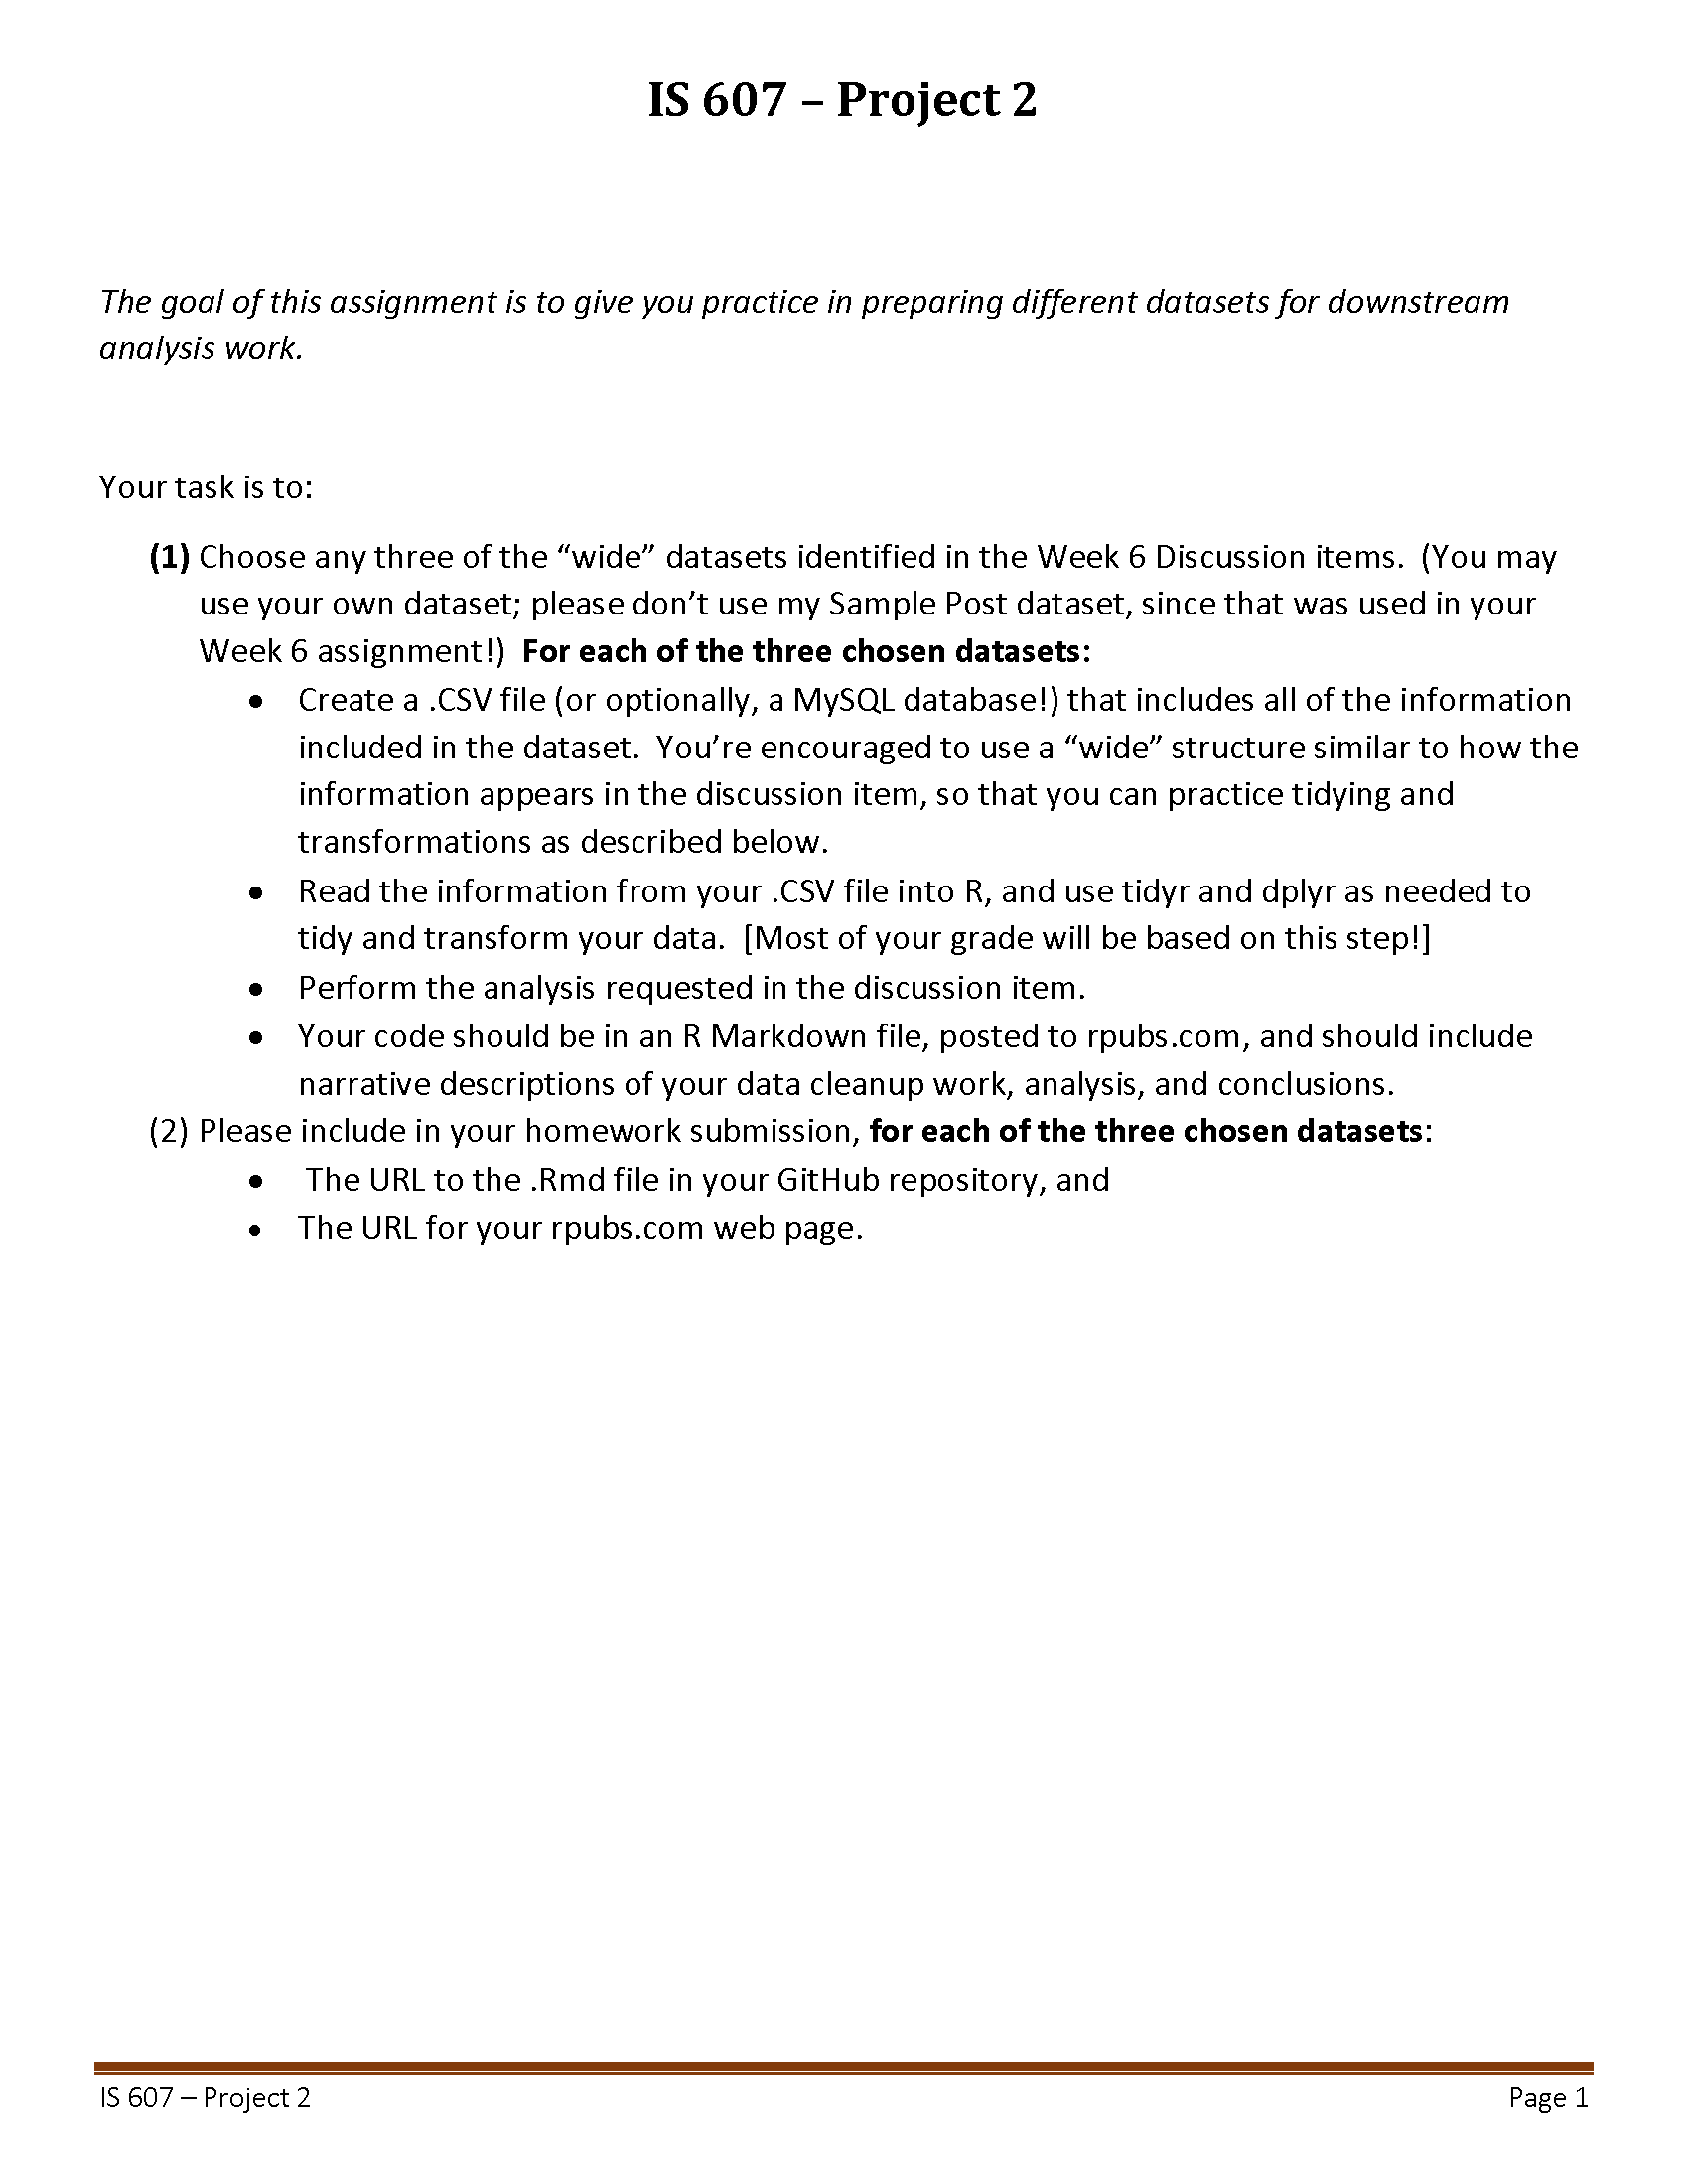 IS 607 – Project 2
The goal of this assignment is to give you practice in preparing different datasets for downstream
analysis work.
Your task is to:
(1) Choose any three of the “wide” datasets identified in the Week 6 Discussion items.  (You may
use your own dataset; please don’t use my Sample Post dataset, since that was used in your
Week 6 assignment!)  For each of the three chosen datasets:
• Create a .CSV file (or optionally, a MySQL database!) that includes all of the information
included in the dataset.  You’re encouraged to use a “wide” structure similar to how the
information appears in the discussion item, so that you can practice tidying and
transformations as described below.
• Read the information from your .CSV file into R, and use tidyr and dplyr as needed to
tidy and transform your data.  [Most of your grade will be based on this step!]
• Perform the analysis requested in the discussion item.
• Your code should be in an R Markdown file, posted to rpubs.com, and should include
narrative descriptions of your data cleanup work, analysis, and conclusions.
(2) Please include in your homework submission, for each of the three chosen datasets:
• The URL to the .Rmd file in your GitHub repository, and
• The URL for your rpubs.com web page.
IS 607 – Project 2 Page 1